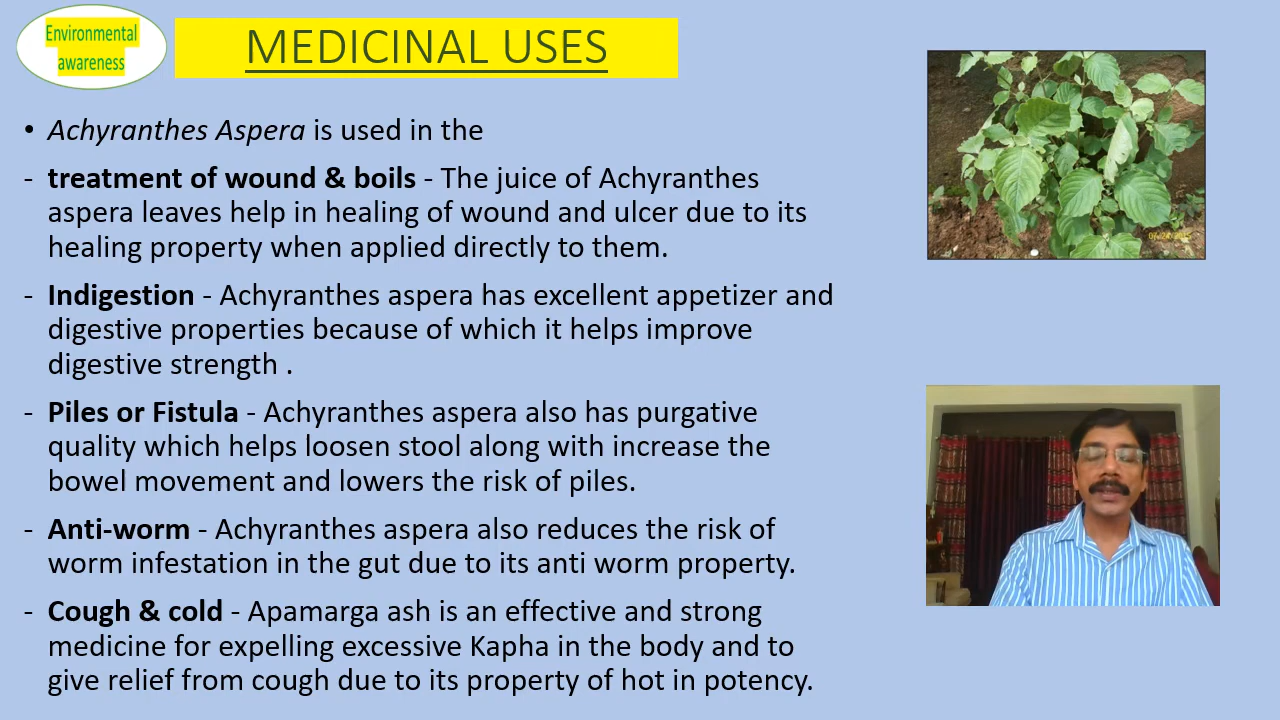 Environmental
awareness
MEDICINAL USES
• Achyranthes Aspera is used in the
- treatment of wound & boils - The juice of Achyranthes
aspera leaves help in healing of wound and ulcer due to its
healing property when applied directly to them.
- Indigestion - Achyranthes aspera has excellent appetizer and
digestive properties because of which it helps improve
digestive strength .
- Piles or Fistula - Achyranthes aspera also has purgative
quality which helps loosen stool along with increase the
bowel movement and lowers the risk of piles.
- Anti-worm - Achyranthes aspera also reduces the risk of
worm infestation in the gut due to its anti worm property.
- Cough & cold - Apamarga ash is an effective and strong
medicine for expelling excessive Kapha in the body and to
give relief from cough due to its property of hot in potency.